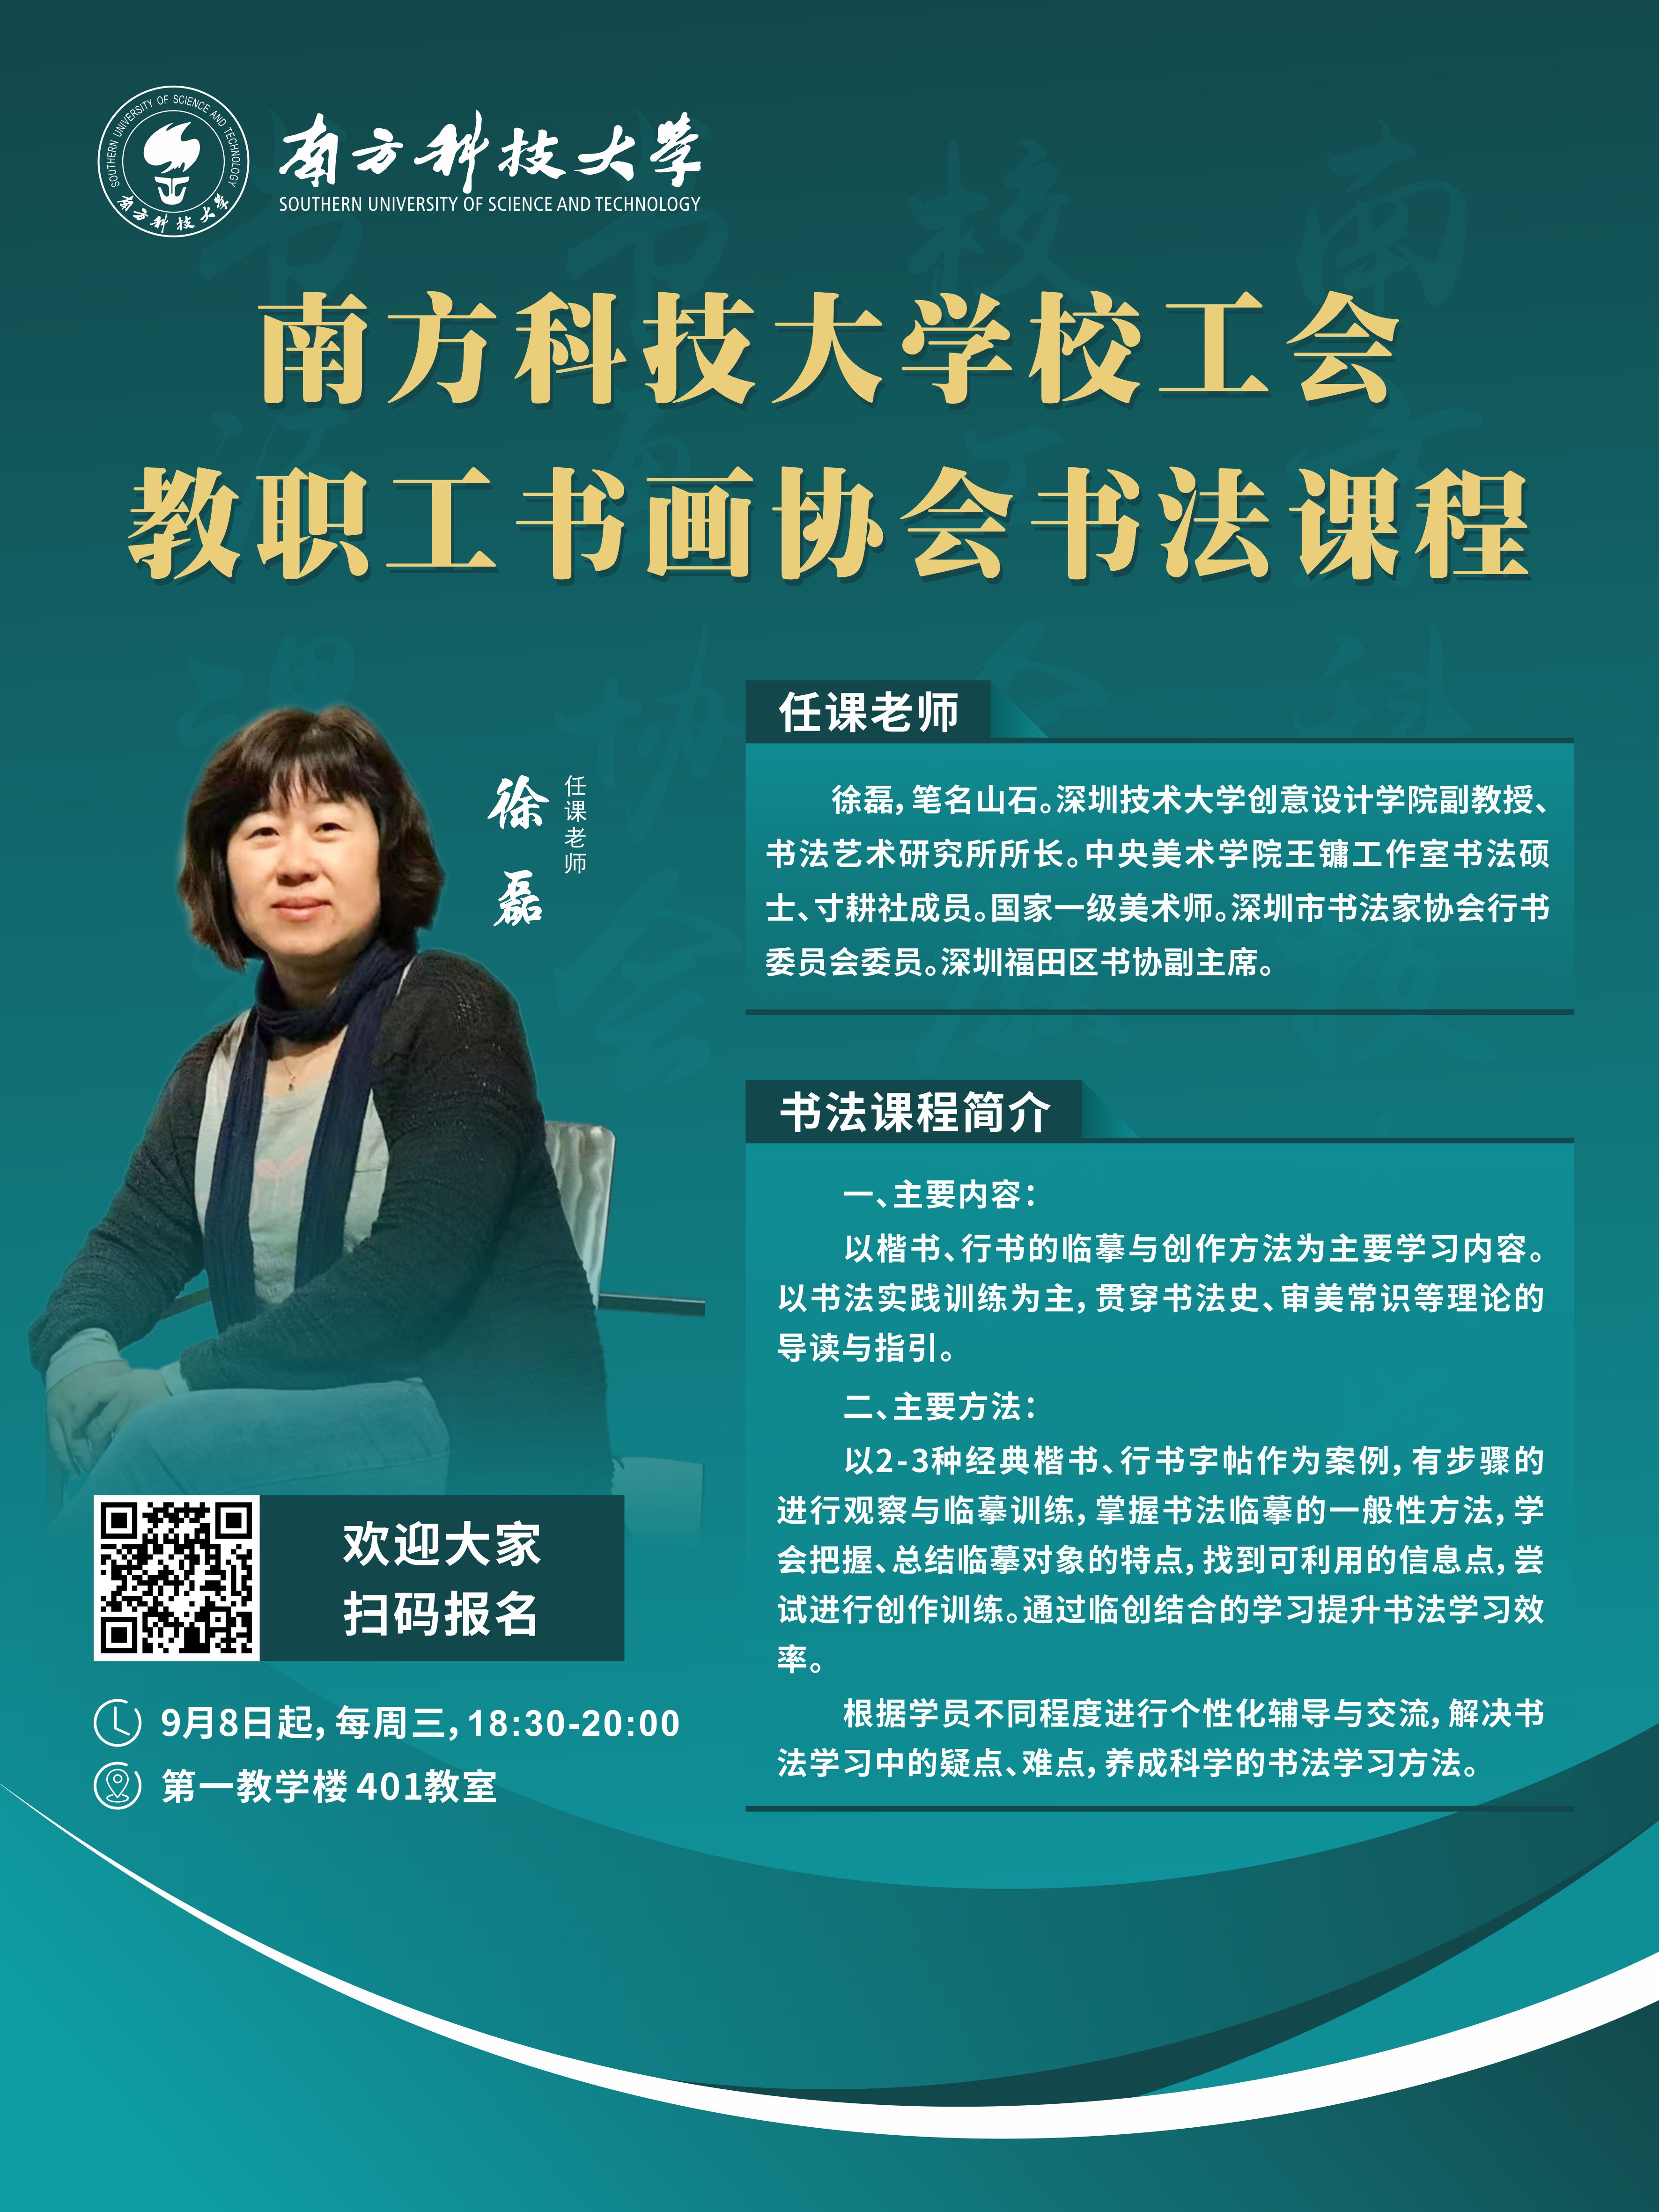 SOUTHERN UNIVERSITY OF SCIENCE AND TECHNOLOGY
南方科技大学
南方科技大学
SOUTHERN UNIVERSITY OF SCIENCE AND TECHNOLOGY
南方科技大学校工会
教职工书画协会书法课程
任课老师
徐磊
任课老师
徐磊，笔名山石。深圳技术大学创意设计学院副教授、
书法艺术研究所所长。中央美术学院王镛工作室书法硕
士、寸耕社成员。国家一级美术师。深圳市书法家协会行书
委员会委员。深圳福田区书协副主席。
书法课程简介
一、主要内容：
以楷书、行书的临摹与创作方法为主要学习内容。
以书法实践训练为主，贯穿书法史、审美常识等理论的
导读与指引。
二、主要方法：
以2-3种经典楷书、行书字帖作为案例，有步骤的
进行观察与临摹训练，掌握书法临摹的一般性方法，学
会把握、总结临摹对象的特点，找到可利用的信息点，尝
试进行创作训练。通过临创结合的学习提升书法学习效
率。
根据学员不同程度进行个性化辅导与交流，解决书
法学习中的疑点、难点，养成科学的书法学习方法。
欢迎大家
扫码报名
9月8日起，每周三，18:30-20:00
第一教学楼 401教室